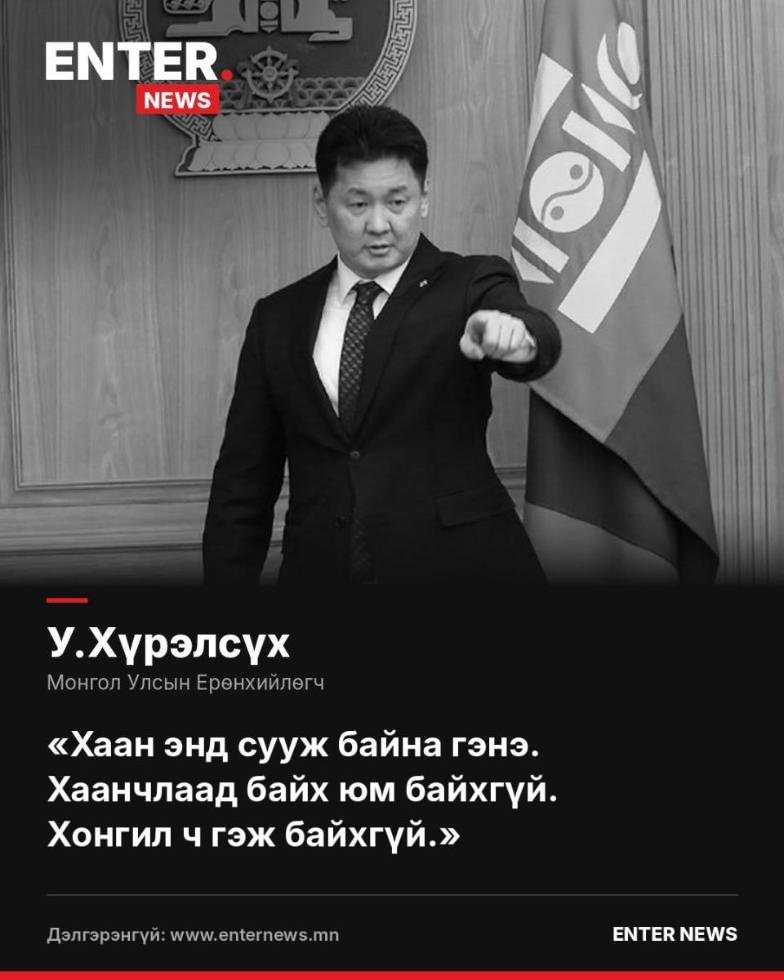 ENTER.
NEWS
У.Хүрэлсүх
Монгол Улсын Ерөнхийлөгч
«Хаан энд сууж байна гэнэ.
Хаанчлаад байх юм байхгүй.
Хонгил ч гэж байхгүй.»
Дэлгэрэнгүй: www.enternews.mn
ENTER NEWS